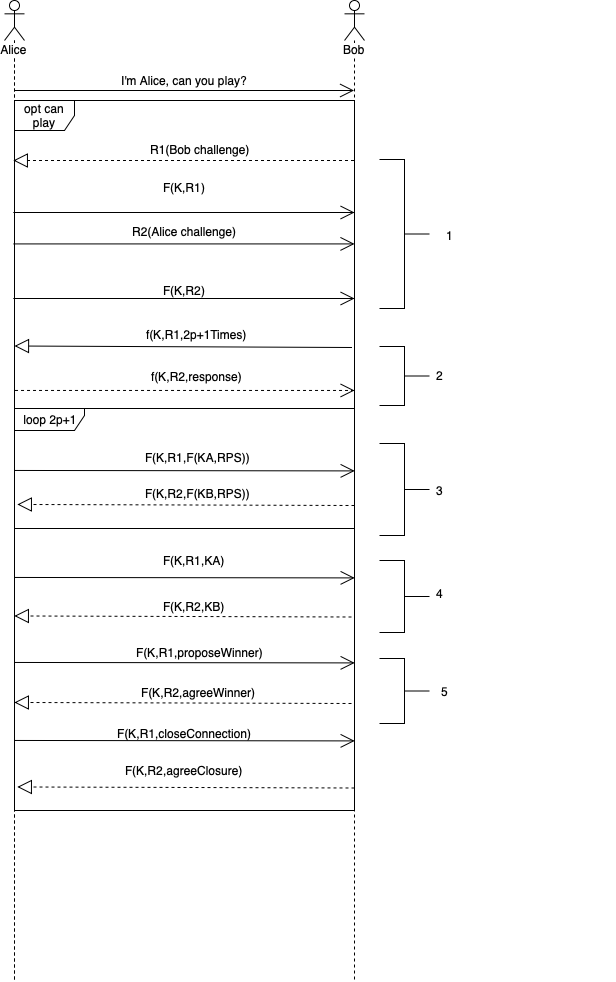 Alice
Bob
I'm Alice, can you play?
opt can
play
R1(Bob challenge)
F(K,R1)
R2(Alice challenge)
1
F(K,R2)
f(K,R1,2p+1Times)
2
f(K,R2,response)
loop 2p+1
F(K,R1,F(KA,RPS))
3
F(K,R2,F(KB,RPS))
F(K,R1,KA)
4
F(K,R2,KB)
F(K,R1,proposeWinner)
5
F(K,R2,agreeWinner)
F(K,R1,closeConnection)
F(K,R2,agreeClosure)